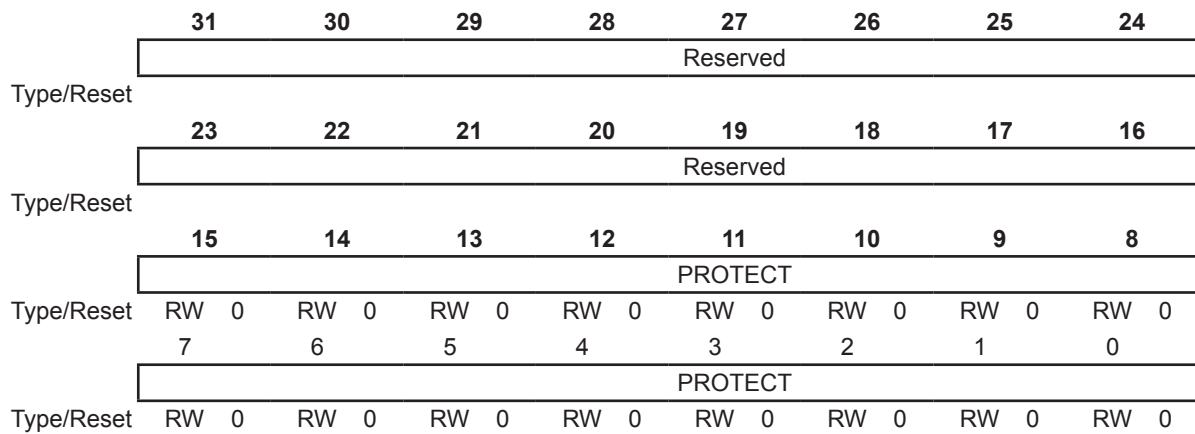 31 30 29 28 27 26 25 24
Reserved
Type/Reset
23 22 21 20 19 18 17 16
Reserved
Type/Reset
15 14 13 12 11 10 9 8
PROTECT
Type/Reset RW 0 RW 0 RW 0 RW 0 RW 0 RW 0 RW 0 RW 0
7 6 5 4 3 2 1 0
PROTECT
Type/Reset RW 0 RW 0 RW 0 RW 0 RW 0 RW 0 RW 0 RW 0